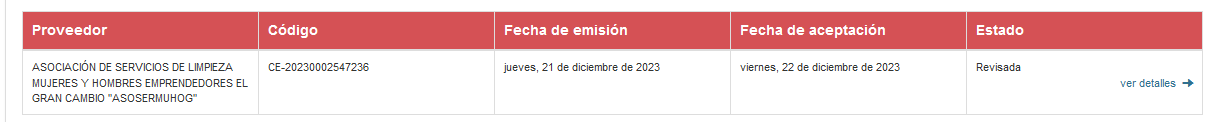 Proveedor Código Fecha de emisión Fecha de aceptación Estado
ASOCIACIÓN DE SERVICIOS DE LIMPIEZA CE-20230002547236 jueves, 21 de diciembre de 2023 viernes, 22 de diciembre de 2023 Revisada
MUJERES Y HOMBRES EMPRENDEDORES EL
ver detalles →
GRAN CAMBIO "ASOSERMUHOG"